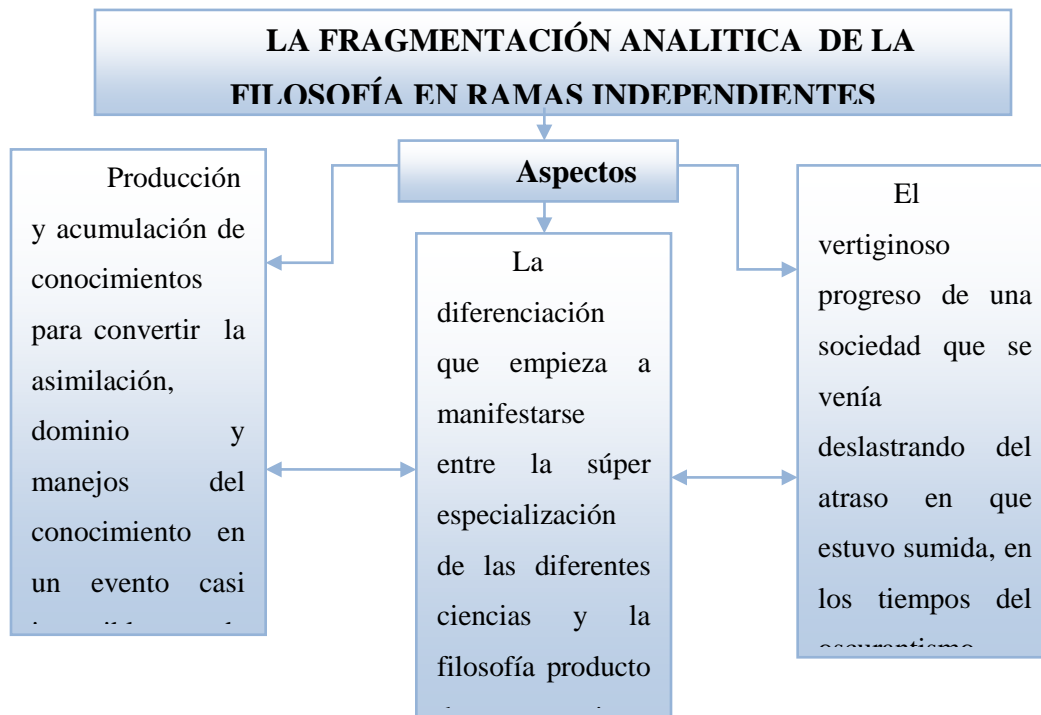 LA FRAGMENTACIÓN ANALITICA DE LA
FILOSOFÍA EN RAMAS INDEPENDIENTES
Aspectos
Producción
y acumulación de
conocimientos
para convertir la
asimilación,
dominio y
manejos del
conocimiento en
un evento casi
La
diferenciación
que empieza a
manifestarse
entre la súper
especialización
de las diferentes
ciencias y la
filosofía producto
El
vertiginoso
progreso de una
sociedad que se
venía
deslastrando del
atraso en que
estuvo sumida, en
los tiempos del
oscurantismo